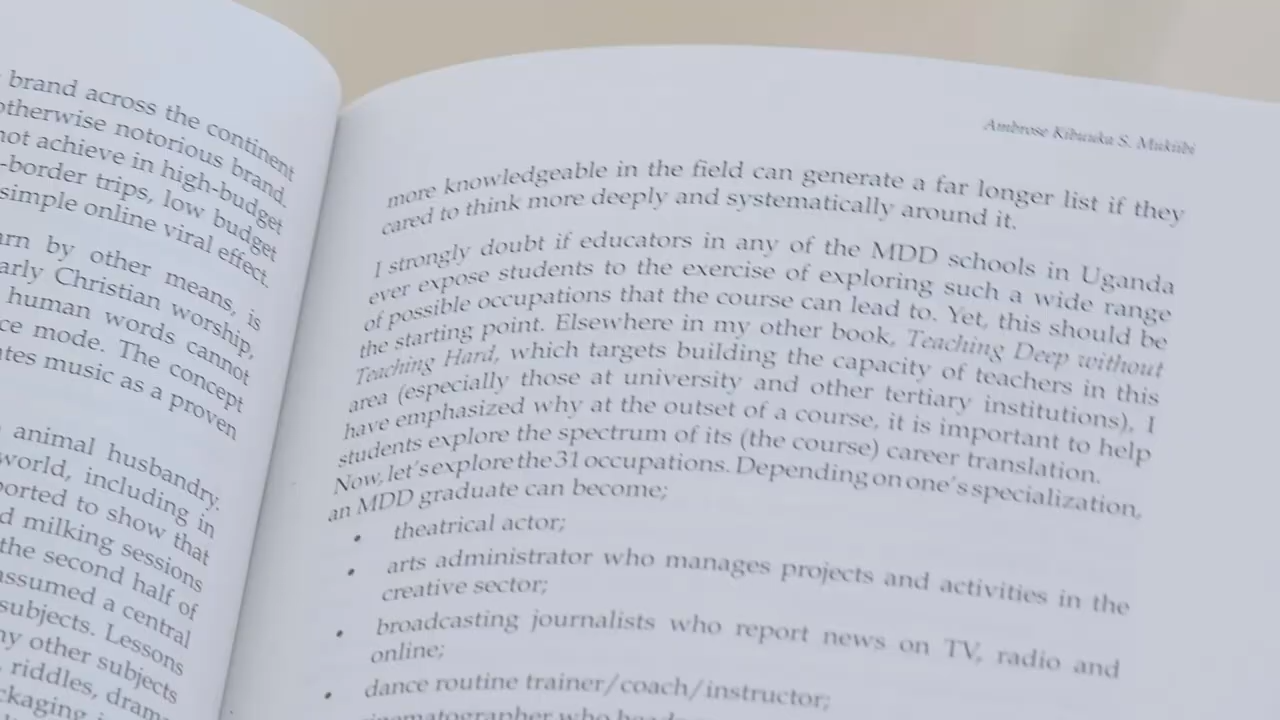 brand across the continent
otherwise notorious brand.
not achieve in high-budget
-border trips, low budget
simple online viral effect.
by other means, is
Christian worship,
human words cannot
mode. The concept
music as a proven
animal husbandry.
world, including in
to show that
milking sessions
the second half of
assumed a central
subjects. Lessons
other subjects
riddles,
Ambrose Kibuuka S. Mukiibi
more knowledgeable in the field can generate a far longer list if they
cared to think more deeply and systematically around it.
I strongly doubt if educators in any of the MDD schools in Uganda
ever expose students to the exercise of exploring such a wide range
of possible occupations that the course can lead to. Yet, this should be
the starting point. Elsewhere in my other book, Teaching Deep without
Teaching Hard, which targets building the capacity of teachers in this
area (especially those at university and other tertiary institutions), I
have emphasized why at the outset of a course, it is important to help
students explore the spectrum of its (the course) career translation.
Now, let's explore the 31 occupations. Depending on one's specialization,
an MDD graduate can become;
• theatrical actor;
• arts administrator who manages projects and activities in the
creative sector;
• broadcasting journalists who report news on TV, radio and
online;
• dance routine trainer/coach/instructor;
cinematographer who